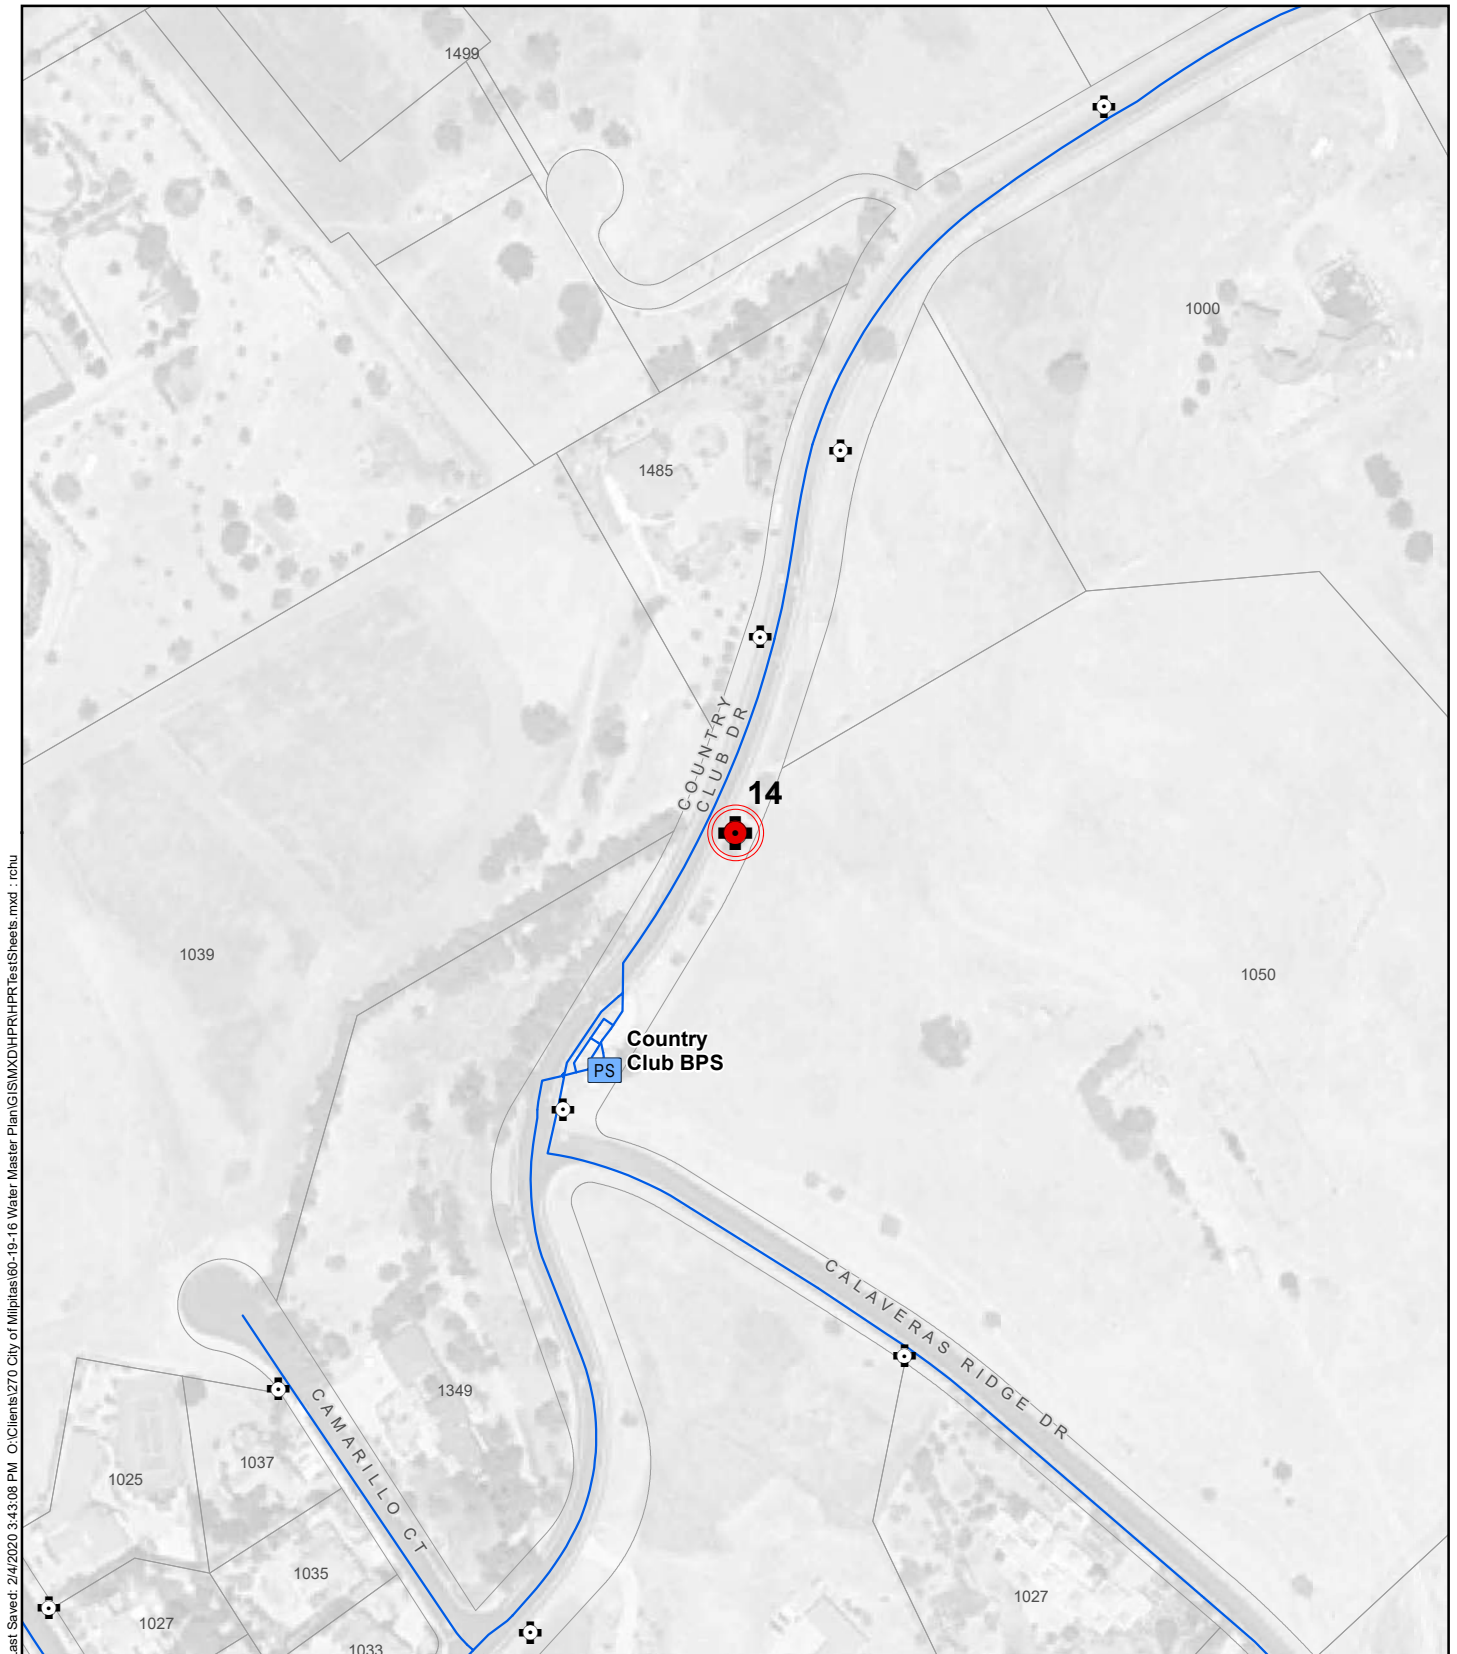 1499
1000
1485
COUNTRY
CLUB DR
14
1039
1050
Country
Club BPS
PS
CALAVERAS RIDGE DR
1349
CAMARILLO CT
1037
1025
1035
1027
1027
1033
ast Saved: 2/4/2020 3:43:08 PM O:\Clients\270 City of Milpitas\60-19-16 Water Master Plan\GIS\MXD\HPR\HPRTestSheets.mxd : rchu